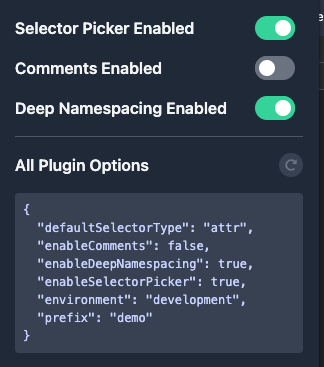 Selector Picker Enabled
Comments Enabled
Deep Namespacing Enabled
All Plugin Options
{
  "defaultSelectorType": "attr",
  "enableComments": false,
  "enableDeepNamespacing": true,
  "enableSelectorPicker": true,
  "environment": "development",
  "prefix": "demo"
}